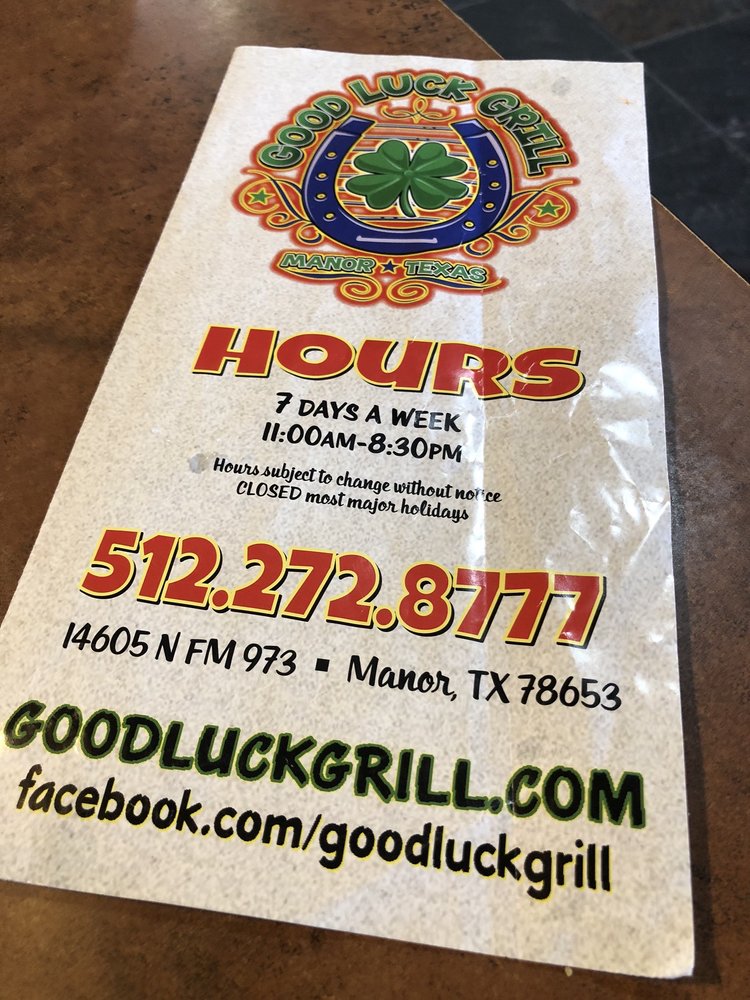 GOOD LUCK GRILL
MANOR ★ TEXAS
HOURS
7 DAYS A WEEK
11:00AM-8:30PM
Hours subject to change without notice
CLOSED most major holidays
512.272.8777
14605 N FM 973 ▪ Manor, TX 78653
GOODLUCKGRILL.COM
facebook.com/goodluckgrill